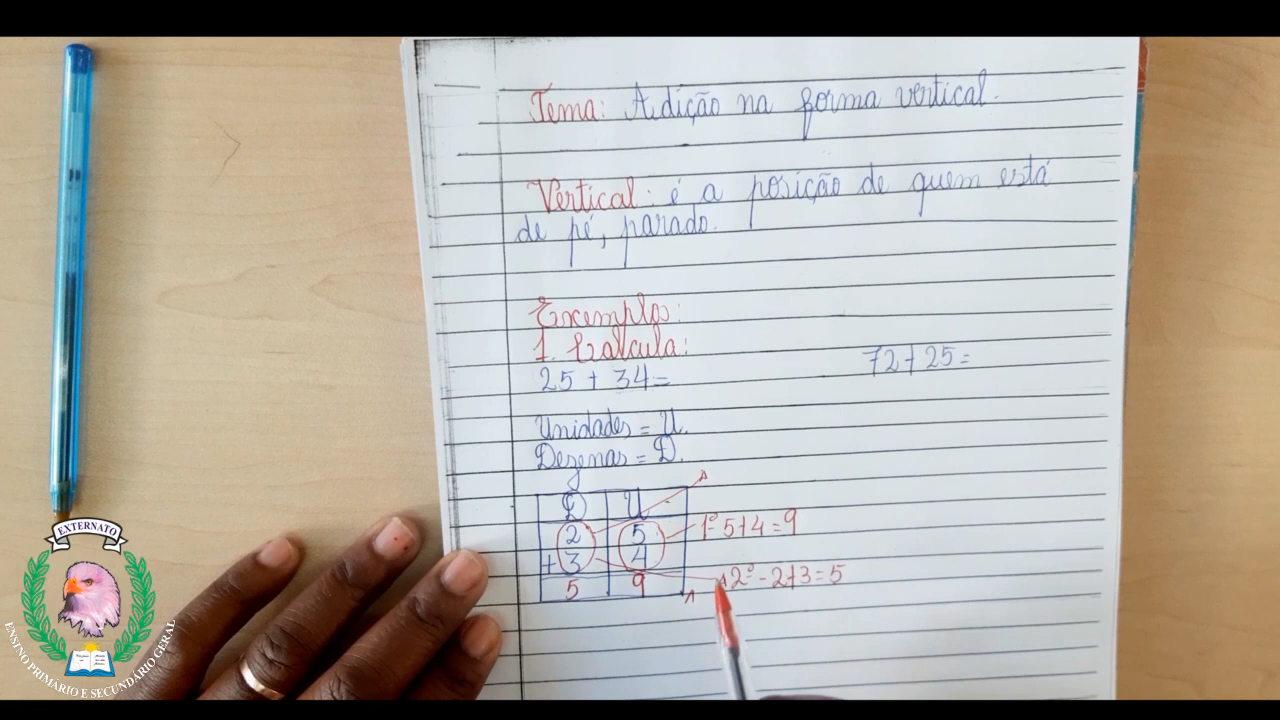 Tema: Adição na forma vertical.
Vertical: é a posição de quem está
de pé, parado.
Exemplo:
1. Calcula:
25 + 34=
72+25=
Unidades = U.
Dezenas = D.
D U
2 5
+3 4
5 9
1º- 5+4=9
2º-2+3=5
EXTERNATO
ENSINO PRIMÁRIO E SECUNDÁRIO GERAL